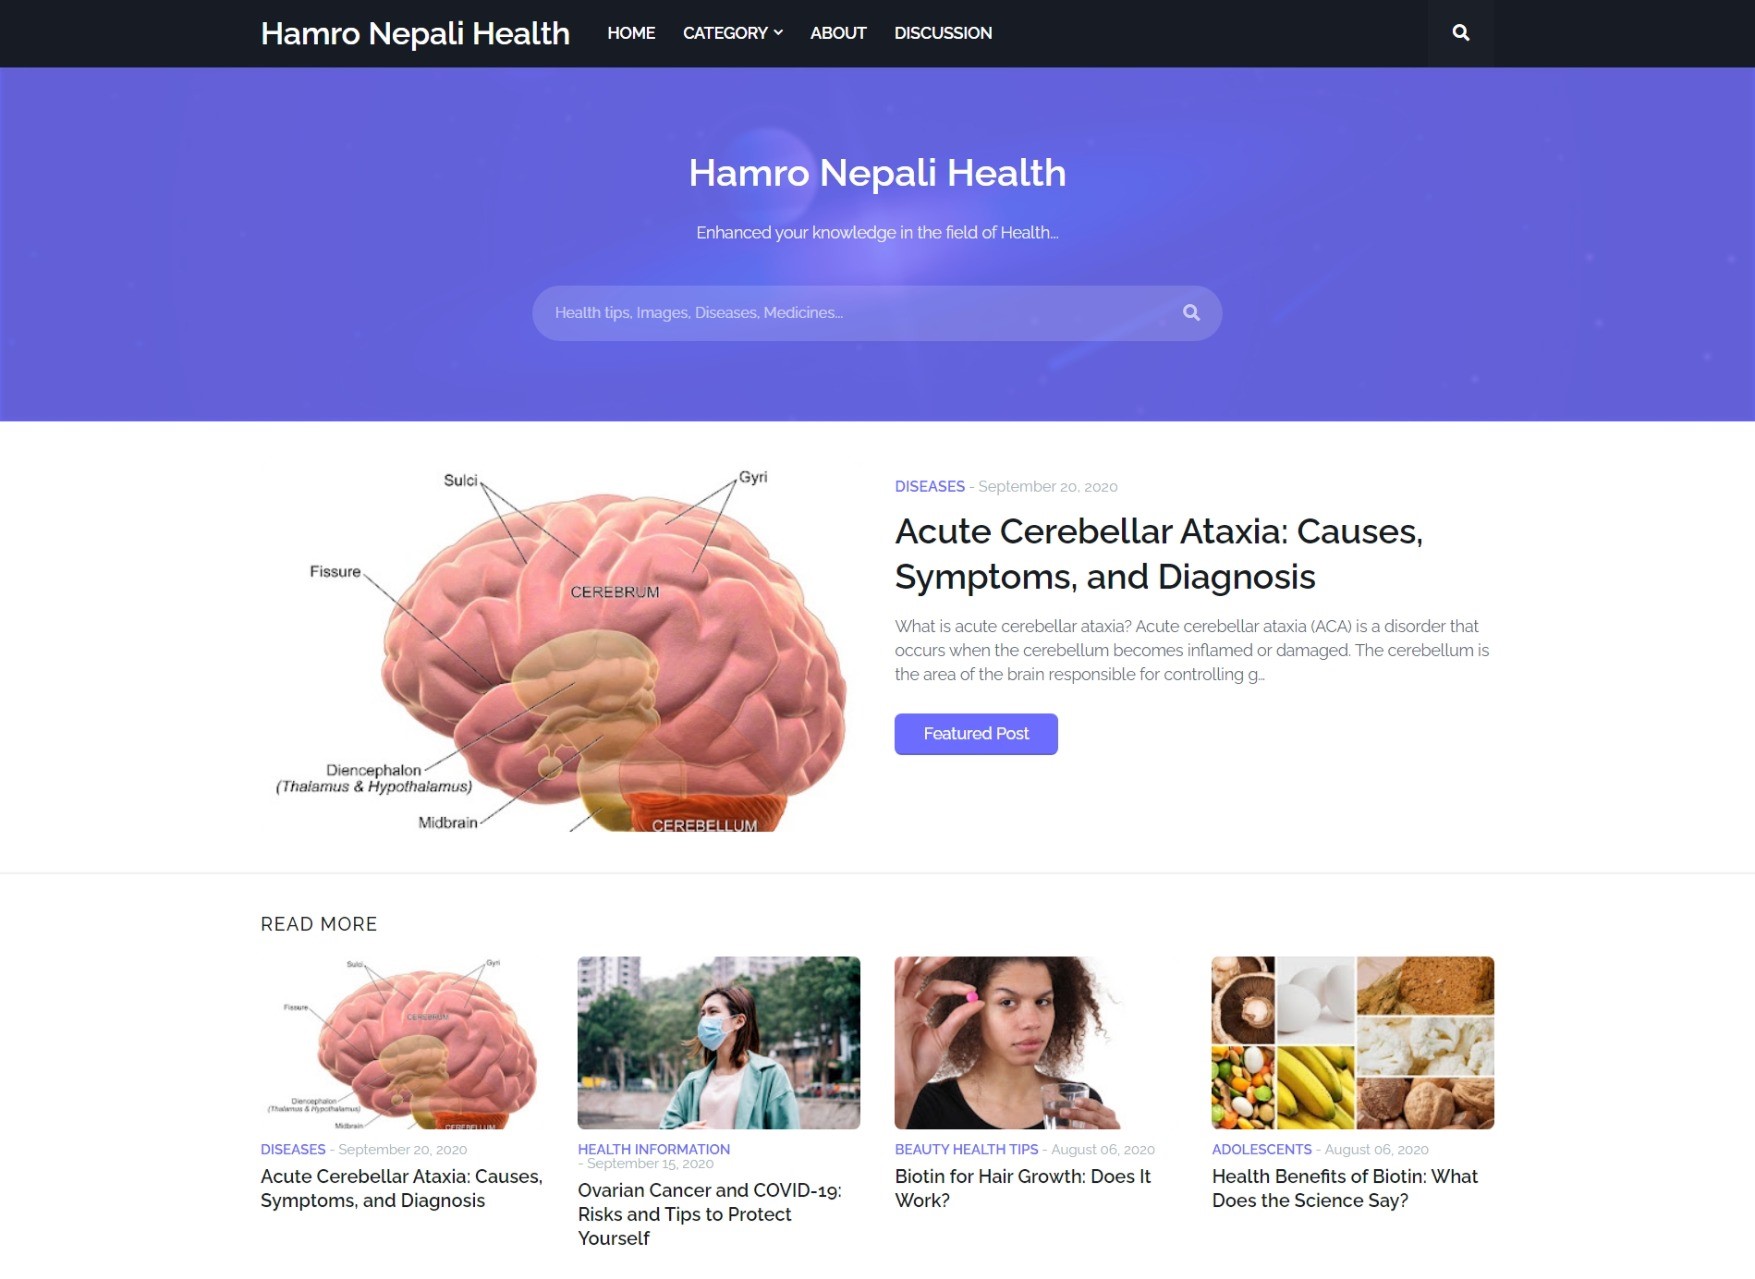 Hamro Nepali Health
HOME CATEGORY ABOUT DISCUSSION
Hamro Nepali Health
Enhanced your knowledge in the field of Health...
Health tips, Images, Diseases, Medicines...
Sulci
Gyri
Fissure
CEREBRUM
Diencephalon
(Thalamus & Hypothalamus)
Midbrain
CEREBELLUM
DISEASES - September 20, 2020
Acute Cerebellar Ataxia: Causes,
Symptoms, and Diagnosis
What is acute cerebellar ataxia? Acute cerebellar ataxia (ACA) is a disorder that
occurs when the cerebellum becomes inflamed or damaged. The cerebellum is
the area of the brain responsible for controlling g…
Featured Post
READ MORE
Sulci
Gyri
Fissure
CEREBRUM
Diencephalon
(Thalamus & Hypothalamus)
Midbrain
CEREBELLUM
DISEASES - September 20, 2020
Acute Cerebellar Ataxia: Causes,
Symptoms, and Diagnosis
HEALTH INFORMATION
- September 15, 2020
Ovarian Cancer and COVID-19:
Risks and Tips to Protect
Yourself
BEAUTY HEALTH TIPS - August 06, 2020
Biotin for Hair Growth: Does It
Work?
ADOLESCENTS - August 06, 2020
Health Benefits of Biotin: What
Does the Science Say?